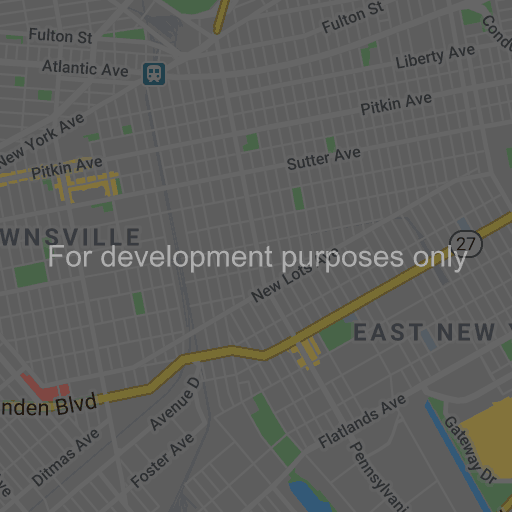 Fulton St
Fulton St
Atlantic Ave
Liberty Ave
Pitkin Ave
New York Ave
Pitkin Ave
Sutter Ave
WNSVILLE
27
For development purposes only
New Lots Ave
EAST NEW
nden Blvd
Avenue D
Flatlands Ave
Ditmas Ave
Foster Ave
Gateway Dr
Pennsylvani